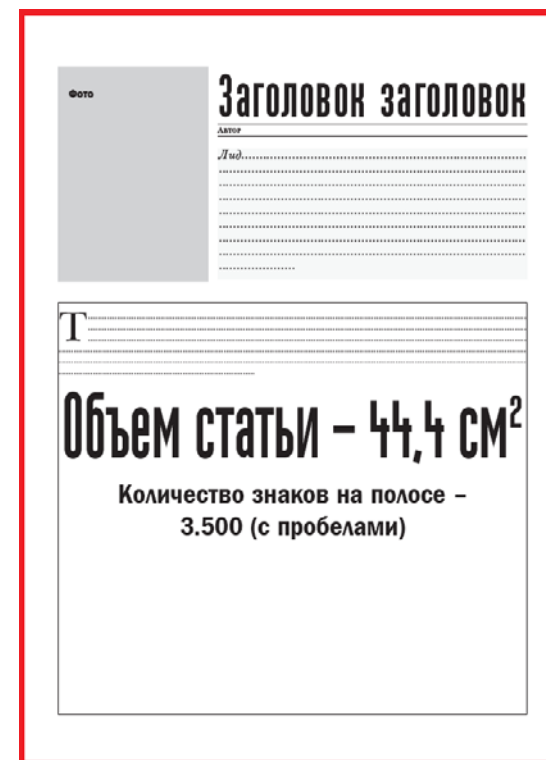 Фото
Заголовок заголовок
Автор
Лид
Т
Объем статьи – 44,4 см²
Количество знаков на полосе –
3.500 (с пробелами)